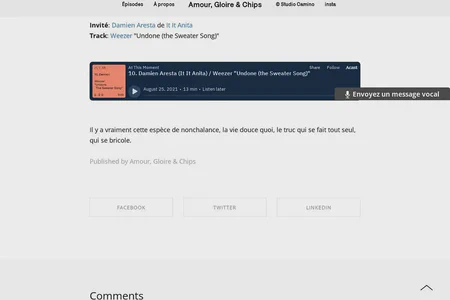 Épisodes À propos Amour, Gloire & Chips © Studio Camino insta
Invité: Damien Aresta de It It Anita
Track: Weezer "Undone (the Sweater Song)"
At This Moment Share Follow Acast
10. Damien Aresta (It It Anita) / Weezer "Undone (the Sweater Song)"
August 25, 2021 • 13 min • Listen later
Envoyez un message vocal
Il y a vraiment cette espèce de nonchalance, la vie douce quoi, le truc qui se fait tout seul,
qui se bricole.
Published by Amour, Gloire & Chips
FACEBOOK TWITTER LINKEDIN
Comments